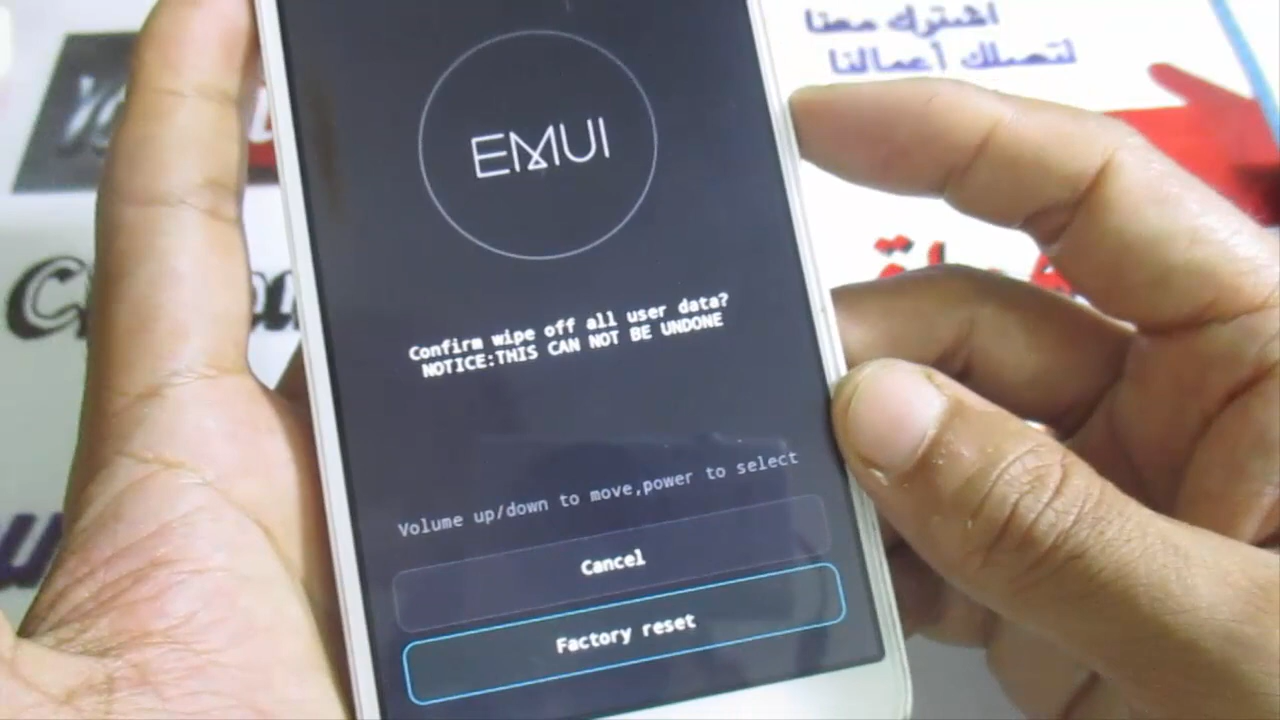 اشترك معنا
لتصلك أعمالنا
EMUI
Confirm wipe off all user data?
NOTICE:THIS CAN NOT BE UNDONE
Volume up/down to move,power to select
Cancel
Factory reset